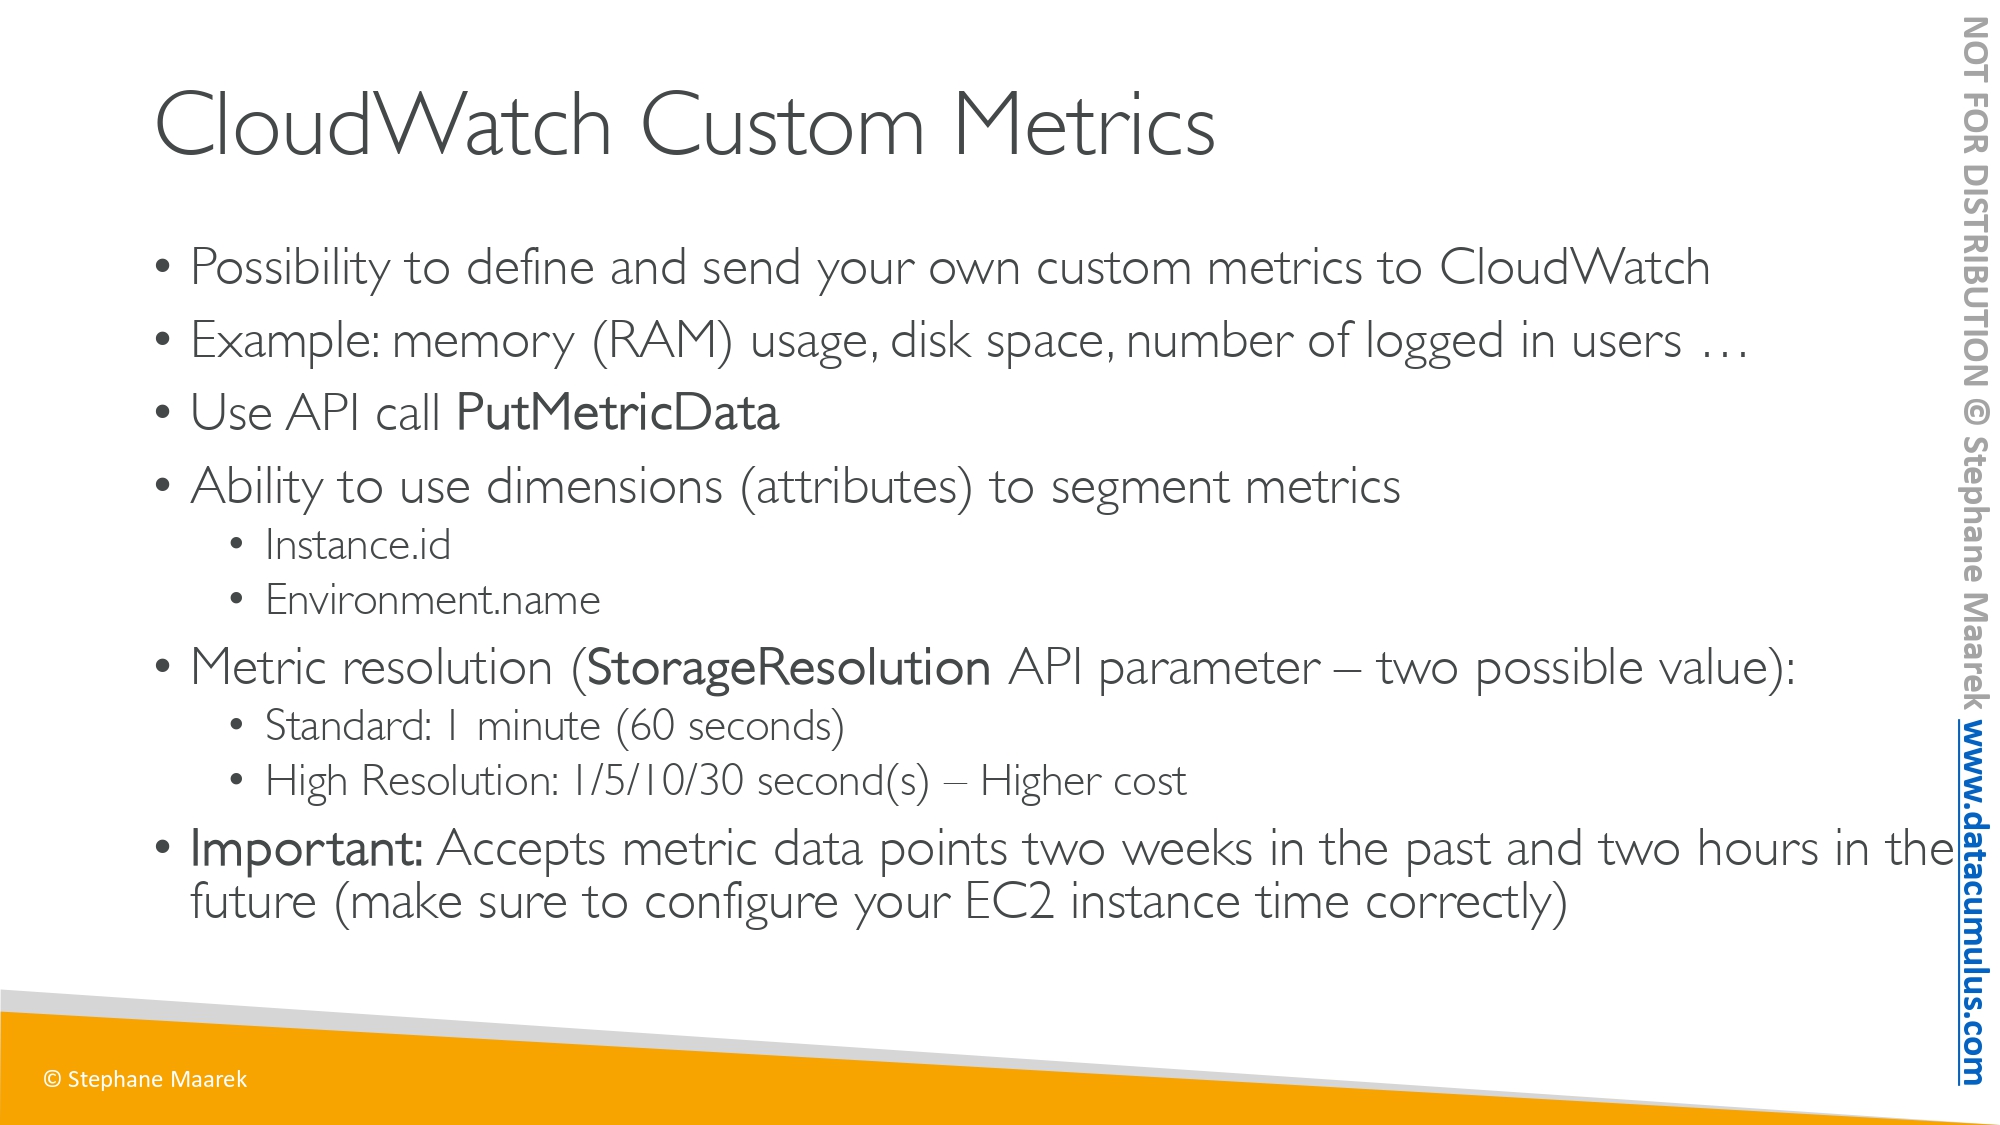 CloudWatch Custom Metrics
• Possibility to define and send your own custom metrics to CloudWatch
• Example: memory (RAM) usage, disk space, number of logged in users …
• Use API call PutMetricData
• Ability to use dimensions (attributes) to segment metrics
• Instance.id
• Environment.name
• Metric resolution (StorageResolution API parameter – two possible value):
• Standard: 1 minute (60 seconds)
• High Resolution: 1/5/10/30 second(s) – Higher cost
• Important: Accepts metric data points two weeks in the past and two hours in the
future (make sure to configure your EC2 instance time correctly)
© Stephane Maarek
NOT FOR DISTRIBUTION © Stephane Maarek www.datacumulus.com